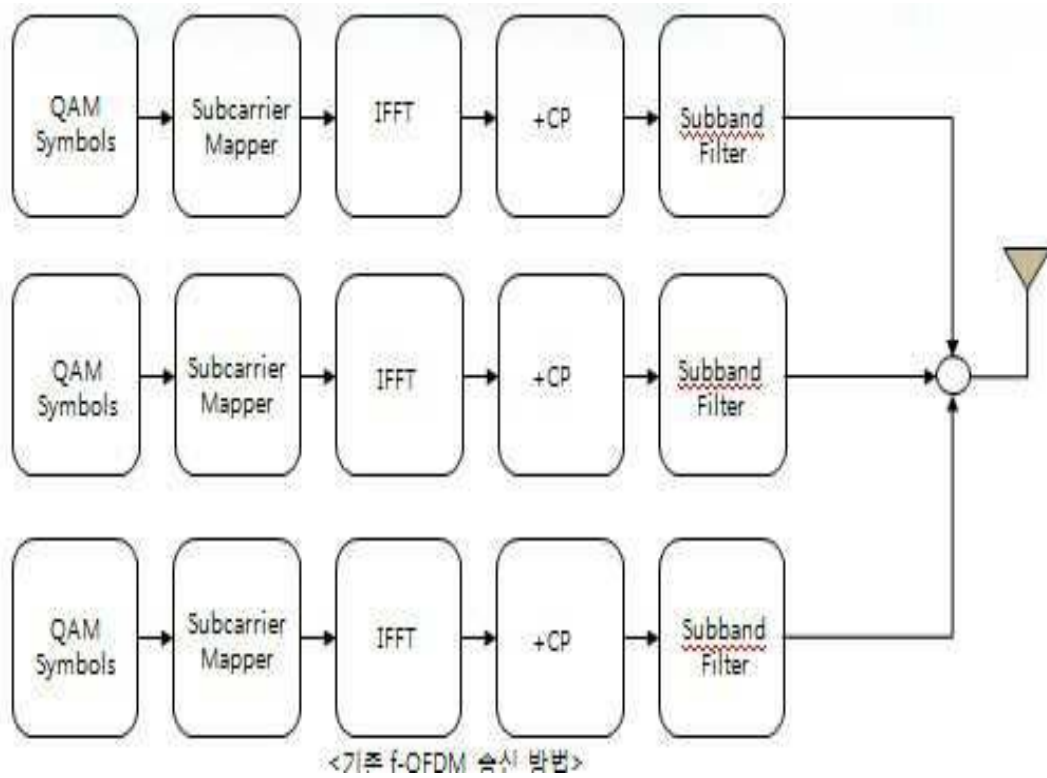 QAM
Symbols
Subcarrier
Mapper
IFFT
+CP
Subband
Filter
QAM
Symbols
Subcarrier
Mapper
IFFT
+CP
Subband
Filter
QAM
Symbols
Subcarrier
Mapper
IFFT
+CP
Subband
Filter
<기존 f-OFDM 송신 방법>